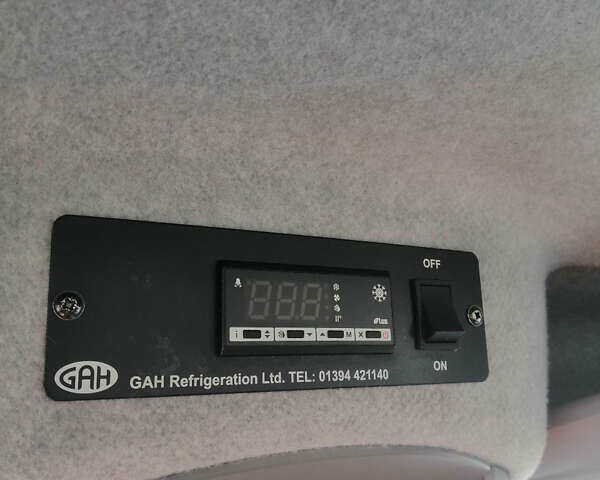 OFF
i M X
GAH
GAH Refrigeration Ltd. TEL: 01394 421140
ON